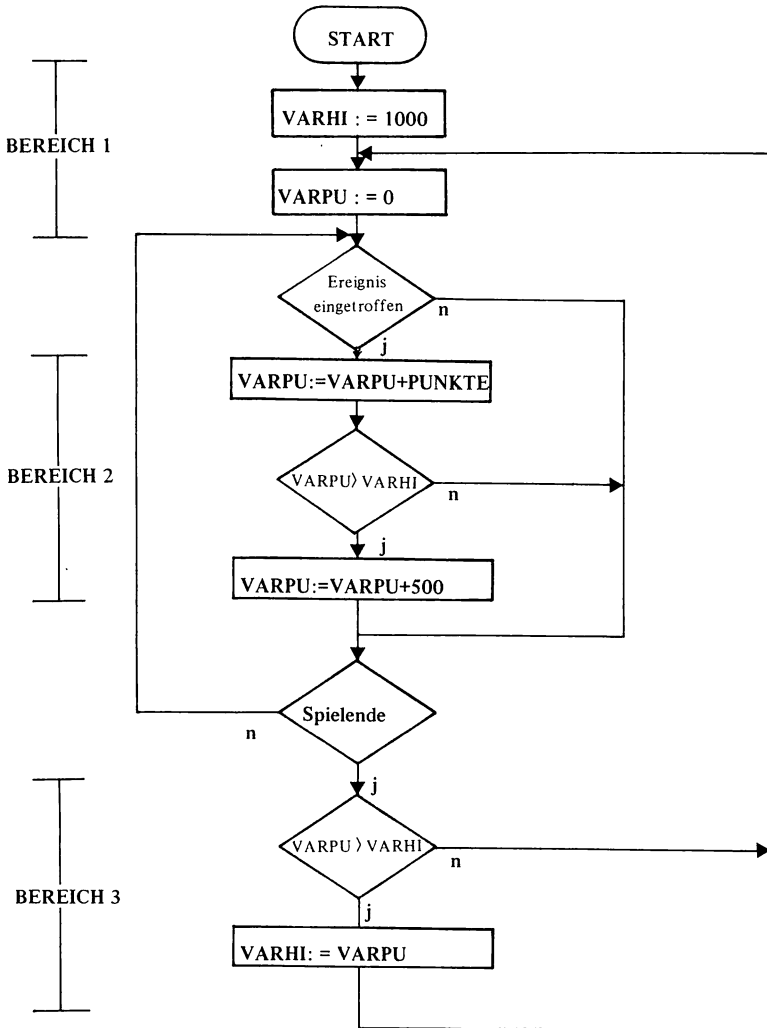 START
VARHI : = 1000
BEREICH 1
VARPU : = 0
Ereignis
eingetroffen
n
j
VARPU:=VARPU+PUNKTE
BEREICH 2
VARPU〉VARHI
n
j
VARPU:=VARPU+500
Spielende
n
j
VARPU〉VARHI
n
BEREICH 3
j
VARHI: = VARPU